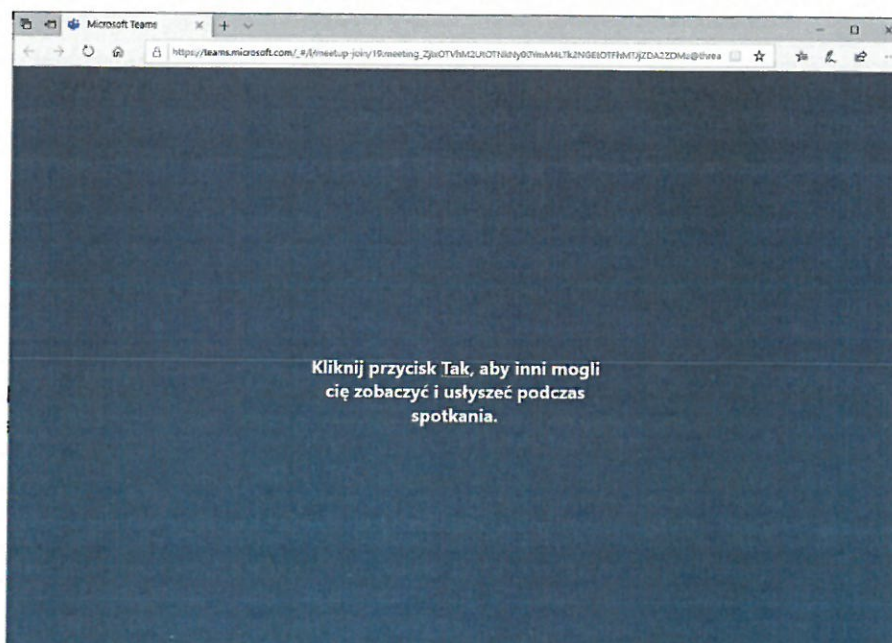 Microsoft Teams
Kliknij przycisk Tak, aby inni mogli
cię zobaczyć i usłyszeć podczas
spotkania.